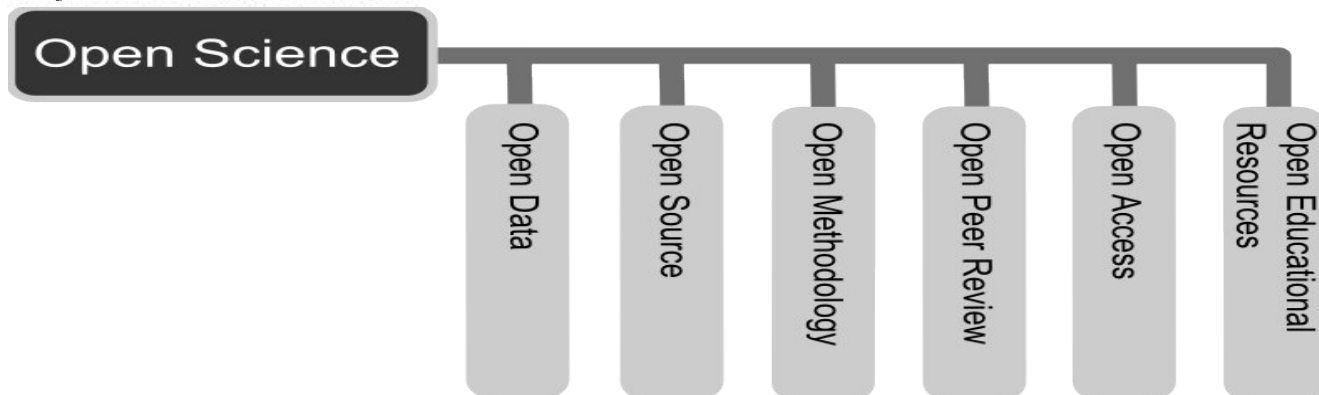 Open Science
Open Data
Open Source
Open Methodology
Open Peer Review
Open Access
Open Educational
Resources